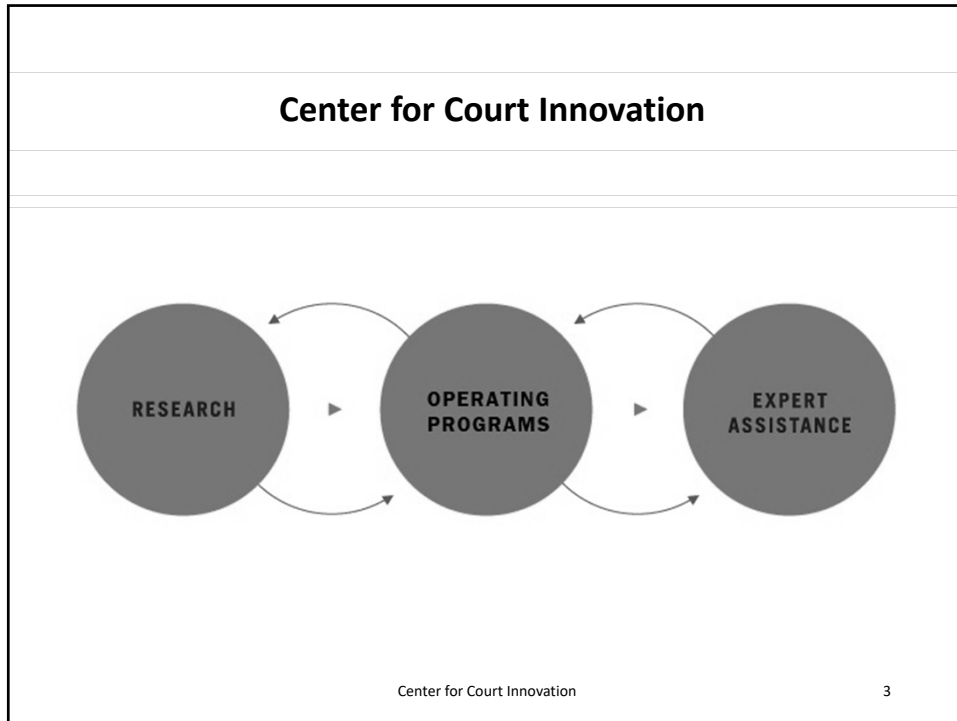 Center for Court Innovation
RESEARCH
OPERATING
PROGRAMS
EXPERT
ASSISTANCE
Center for Court Innovation
3